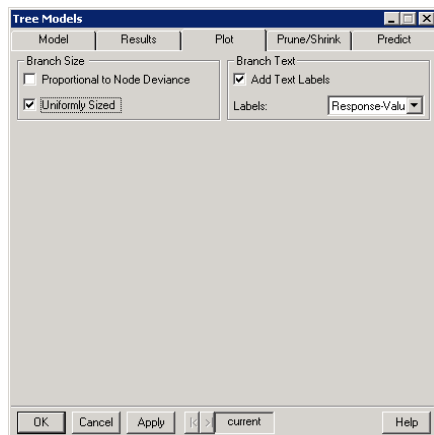 Tree Models
Model Results Plot Prune/Shrink Predict
Branch Size
Proportional to Node Deviance
Uniformly Sized
Branch Text
Add Text Labels
Labels: Response-Valu
OK Cancel Apply current Help